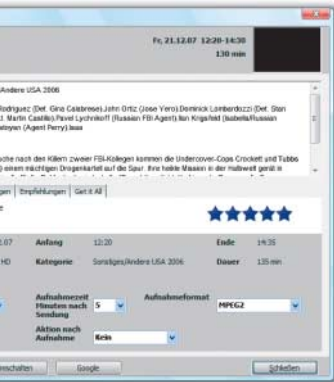 Fr, 21.12.07 12:20-14:30
130 min
Andere USA 2006
Rodriguez (Det. Gina Calabrese) John Ortiz (Jose Yero) Dominick Lombardozzi (Det. Stan
Martin Castillo) Pavel Lychnikoff (Russian FBI Agent) Ilan Krigsfeld (Isabella/Russian
(Agent Perry) Isaa
uche nach den Killern zweier FBI-Kollegen kommen die Undercover-Cops Crockett und Tubbs
einem mächtigen Drogenkartell auf die Spur. Ihre heikle Mission in der Halbwelt gerät in
gen Empfehlungen Get it All
e
.07 Anfang 12:20 Ende 14:35
HD Kategorie Sonstiges/Andere USA 2006 Dauer 135 min
Aufnahmezeit
Minuten nach
Sendung 5 Aufnahmeformat MPEG2
Aktion nach
Aufnahme Kein
nschaften Google Schließen